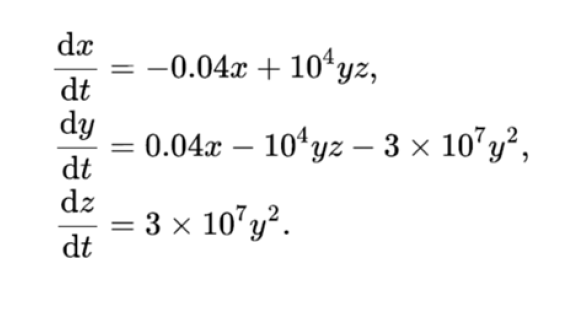 dx/dt = −0.04x + 10⁴yz,
dy/dt = 0.04x − 10⁴yz − 3 × 10⁷y²,
dz/dt = 3 × 10⁷y².